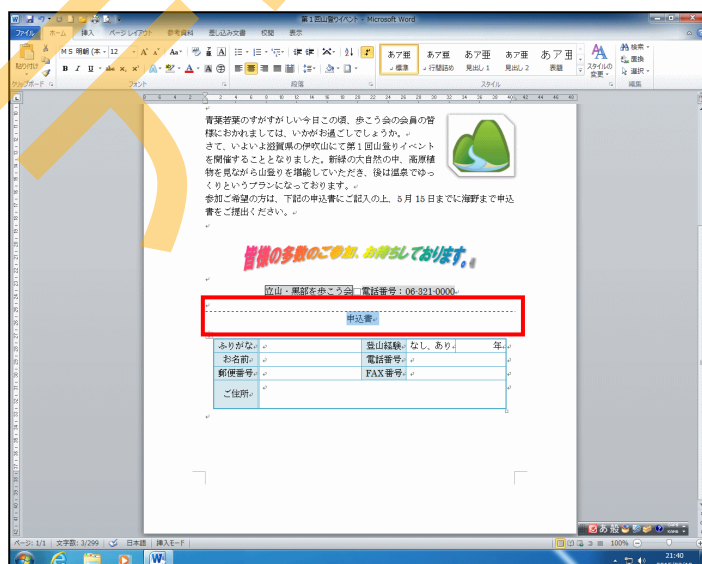 第１回山登りイベント - Microsoft Word
ファイル ホーム 挿入 ページ レイアウト 参考資料 差し込み文書 校閲 表示
ＭＳ 明朝 (本 12
検索
置換
選択
貼り付け
スタイルの
変更
あア亜 あア亜 あア亜 あア亜 あア亜
標準 行間詰め 見出し 1 見出し 2 表題
クリップボード フォント 段落 スタイル 編集
青葉若葉のすがすがしい今日この頃、歩こう会の会員の皆
様におかれましては、いかがお過ごしでしょうか。
さて、いよいよ滋賀県の伊吹山にて第１回山登りイベント
を開催することとなりました。新緑の大自然の中、高原植
物を見ながら山登りを堪能していただき、後は温泉でゆっ
くりというプランになっております。
参加ご希望の方は、下記の申込書にご記入の上、5月15日までに海野まで申込
書をご提出ください。
皆様の多数のご参加、お待ちしております。
立山・黒部を歩こう会□電話番号：06-321-0000
申込書
ふりがな 登山経験 なし、あり 年
お名前 電話番号
郵便番号 FAX番号
ご住所
ページ: 1/1 文字数: 3/299 日本語 挿入モード 100%
あ 般
21:40